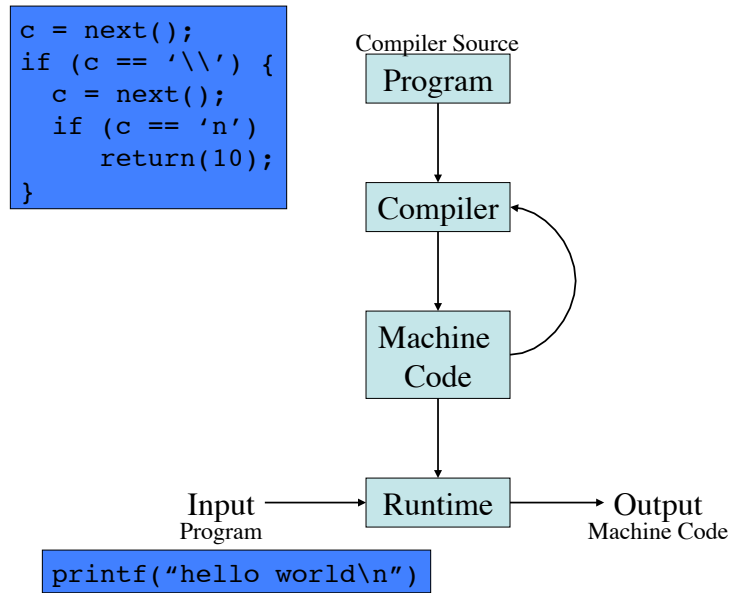 c = next();
if (c == ‘\\’) {
  c = next();
  if (c == ‘n’)
     return(10);
}
Compiler Source
Program
Compiler
Machine
Code
Input
Program
Runtime
Output
Machine Code
printf(“hello world\n”)